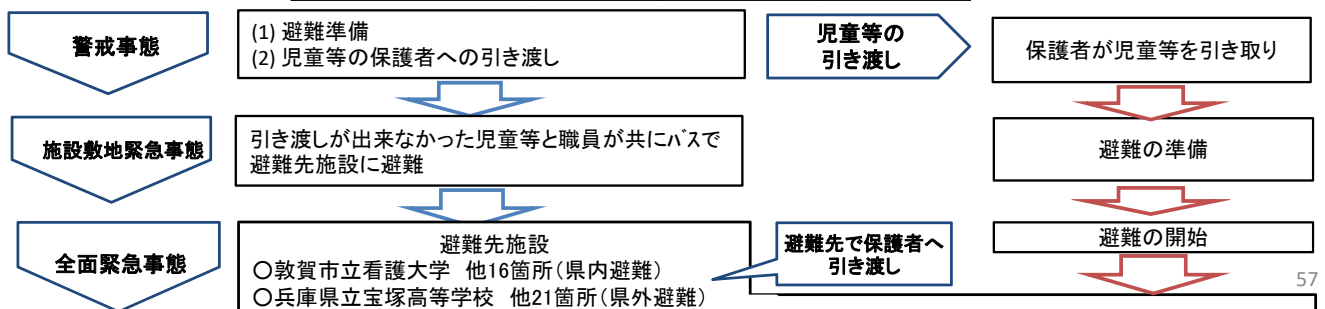 警戒事態
(1) 避難準備
(2) 児童等の保護者への引き渡し
児童等の
引き渡し
保護者が児童等を引き取り
施設敷地緊急事態
引き渡しが出来なかった児童等と職員が共にバスで
避難先施設に避難
避難の準備
全面緊急事態
避難先施設
○敦賀市立看護大学 他16箇所(県内避難)
○兵庫県立宝塚高等学校 他21箇所(県外避難)
避難先で保護者へ
引き渡し
避難の開始
57